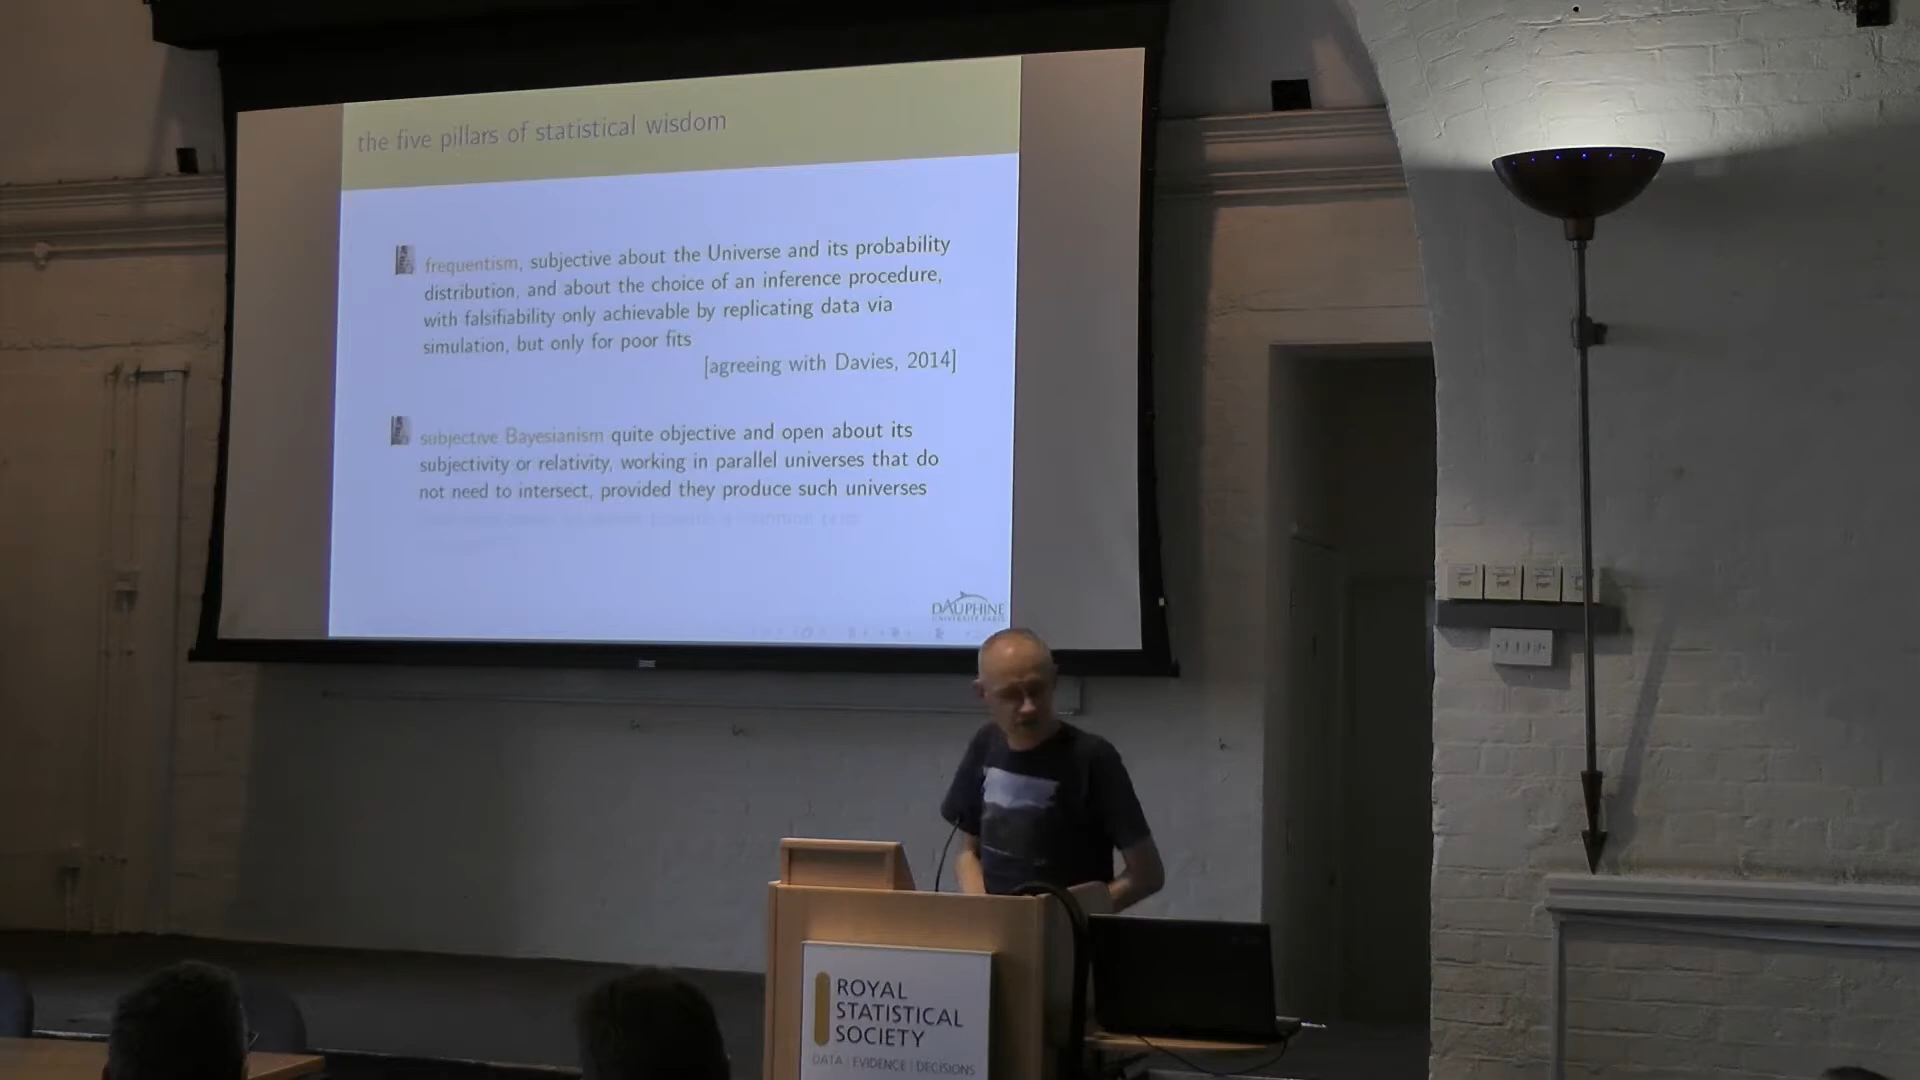 the five pillars of statistical wisdom
frequentism, subjective about the Universe and its probability
distribution, and about the choice of an inference procedure,
with falsifiability only achievable by replicating data via
simulation, but only for poor fits
[agreeing with Davies, 2014]
subjective Bayesianism quite objective and open about its
subjectivity or relativity, working in parallel universes that do
not need to intersect, provided they produce such universes
DAUPHINE
UNIVERSITÉ PARIS
ROYAL
STATISTICAL
SOCIETY
DATA | EVIDENCE | DECISIONS